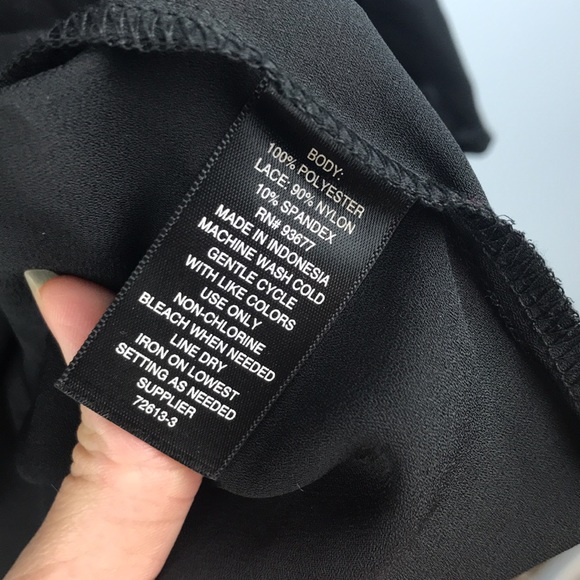 BODY:
100% POLYESTER
LACE: 90% NYLON
10% SPANDEX
RN# 93677
MADE IN INDONESIA
MACHINE WASH COLD
GENTLE CYCLE
WITH LIKE COLORS
USE ONLY
NON-CHLORINE
BLEACH WHEN NEEDED
LINE DRY
IRON ON LOWEST
SETTING AS NEEDED
SUPPLIER
72613-3